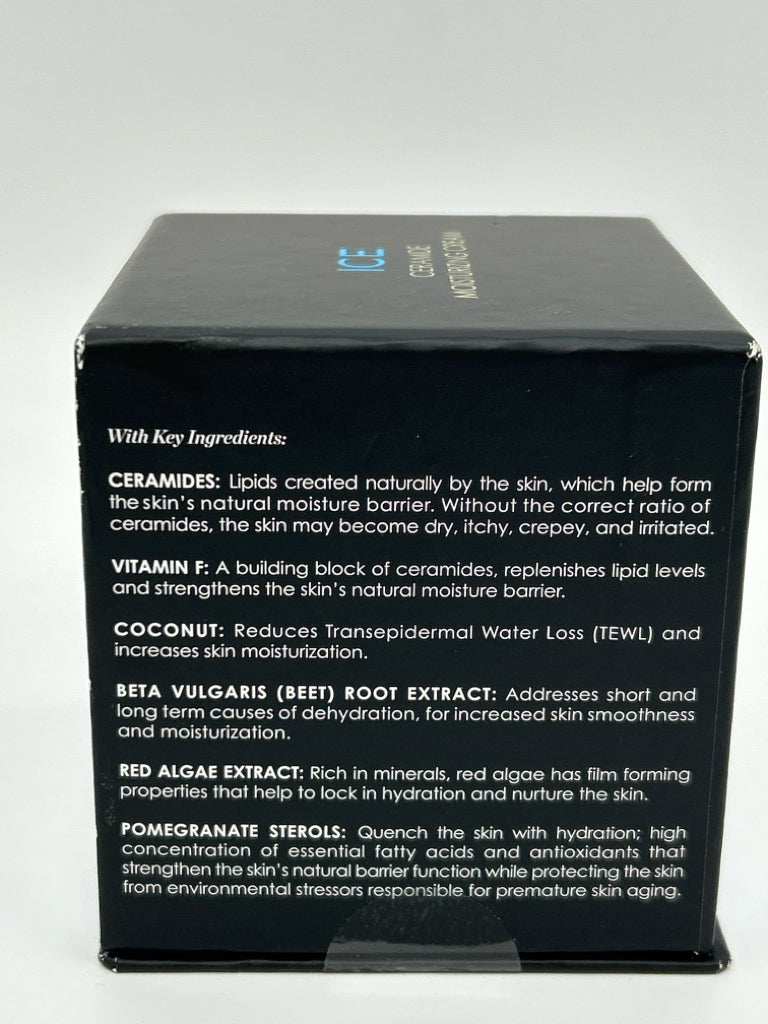 ICE
CERAMIDE
MOISTURIZING CREAM
With Key Ingredients:
CERAMIDES: Lipids created naturally by the skin, which help form
the skin's natural moisture barrier. Without the correct ratio of
ceramides, the skin may become dry, itchy, crepey, and irritated.
VITAMIN F: A building block of ceramides, replenishes lipid levels
and strengthens the skin's natural moisture barrier.
COCONUT: Reduces Transepidermal Water Loss (TEWL) and
increases skin moisturization.
BETA VULGARIS (BEET) ROOT EXTRACT: Addresses short and
long term causes of dehydration, for increased skin smoothness
and moisturization.
RED ALGAE EXTRACT: Rich in minerals, red algae has film forming
properties that help to lock in hydration and nurture the skin.
POMEGRANATE STEROLS: Quench the skin with hydration; high
concentration of essential fatty acids and antioxidants that
strengthen the skin's natural barrier function while protecting the skin
from environmental stressors responsible for premature skin aging.